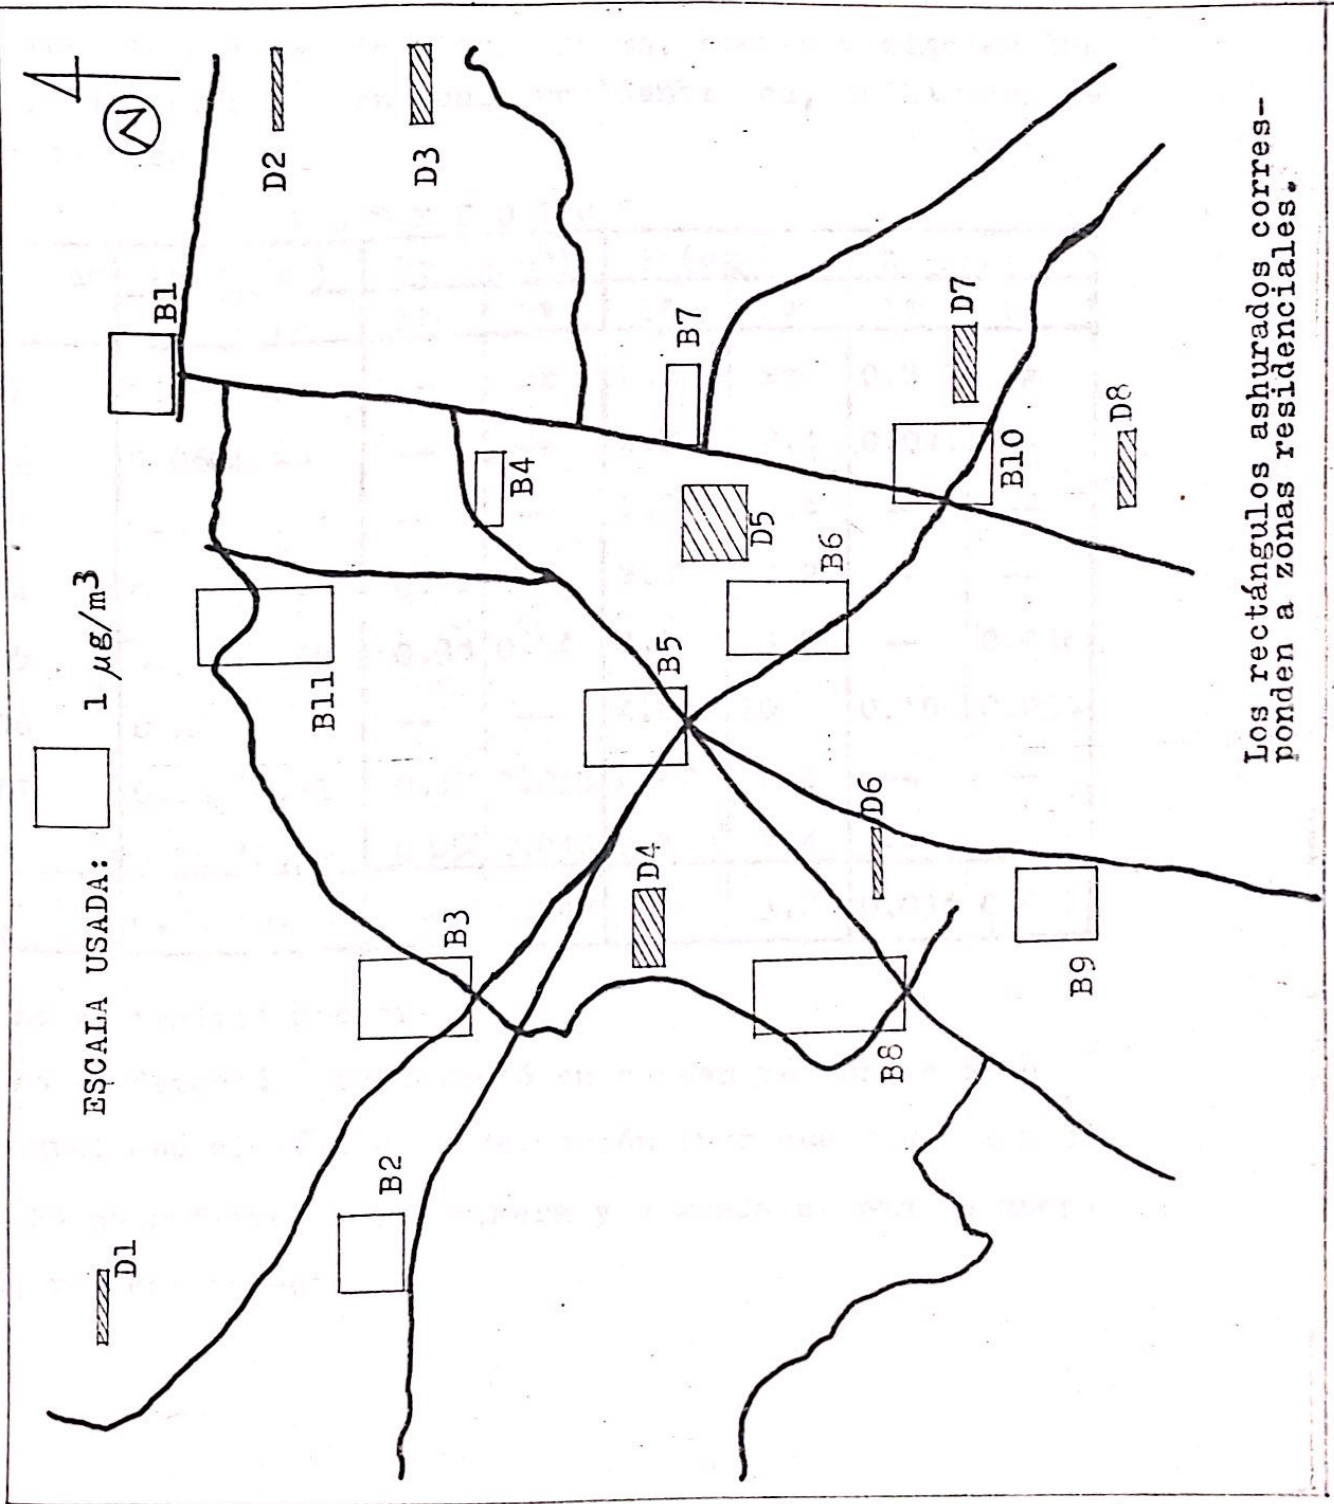 ESCALA USADA: 1 µg/m³
D1
B1
D2
B11
B2
D3
B3
B4
D4
B5
B7
D5
B6
D6
B8
D7
B10
B9
D8
Los rectángulos ashurados corres-
ponden a zonas residenciales.